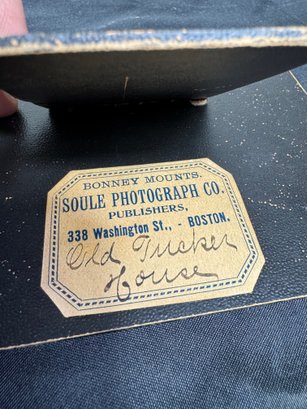 BONNEY MOUNTS.
SOULE PHOTOGRAPH CO.
PUBLISHERS,
338 Washington St., - BOSTON.
Old Tucker
House